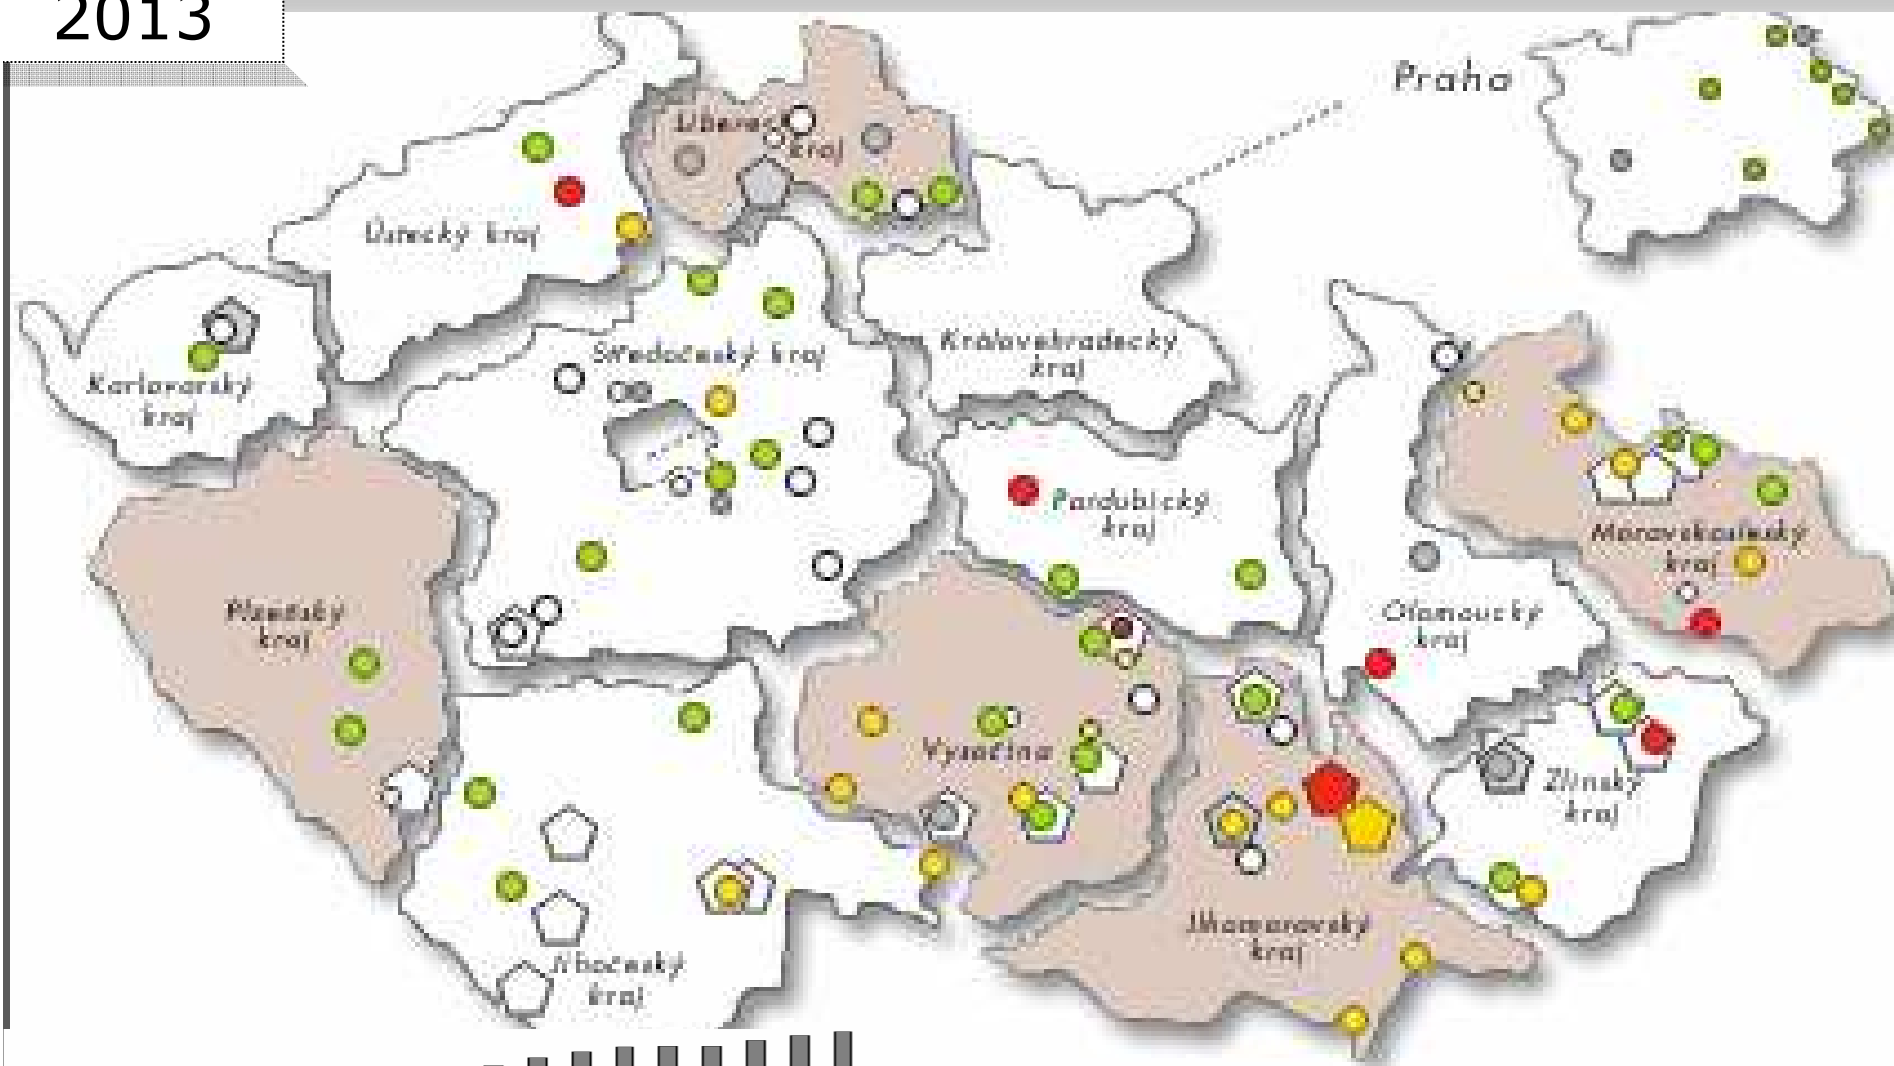 2013
Praha
Liberec
kraj
Ústecký kraj
Karlovarský
kraj
Středočeský kraj
Královehradecký
kraj
Pardubický
kraj
Moravskoslezský
kraj
Olomoucký
kraj
Plzeňský
kraj
Vysočina
Zlínský
kraj
Jihomoravský
kraj
Jihočeský
kraj